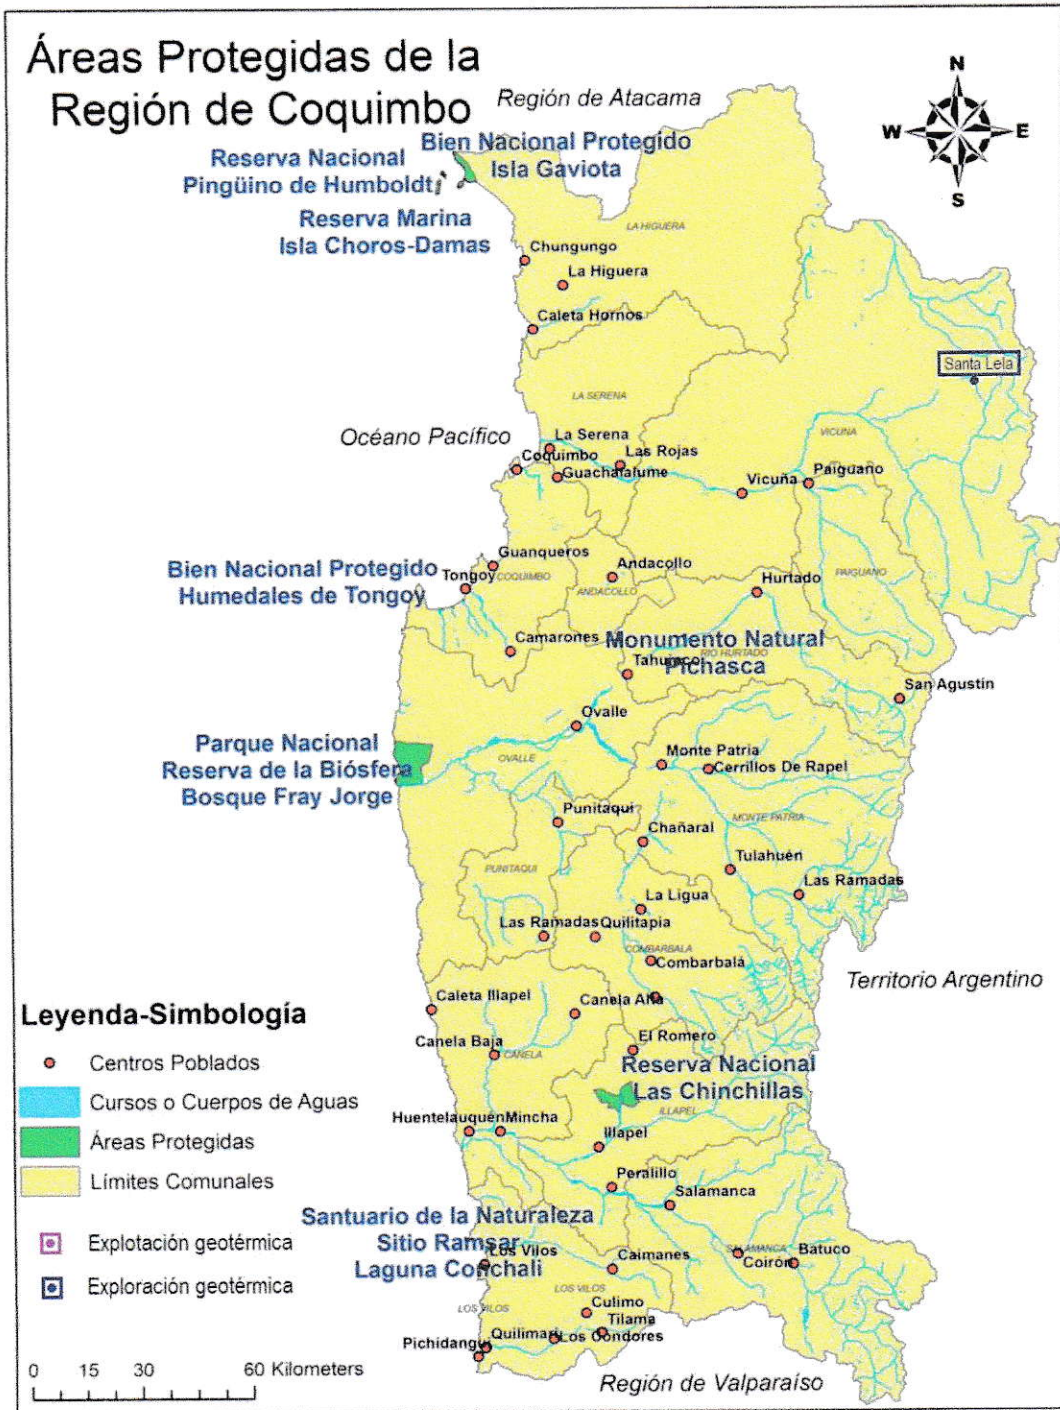 Áreas Protegidas de la
Región de Coquimbo
N
W
E
S
Región de Atacama
Bien Nacional Protegido
Isla Gaviota
Reserva Nacional
Pingüino de Humboldt
Reserva Marina
Isla Choros-Damas
LA HIGUERA
Chungungo
La Higuera
Caleta Hornos
Santa Lela
LA SERENA
VICUNA
Océano Pacífico
La Serena
Coquimbo
Las Rojas
Guachalalume
Vicuña
Paiguano
Guanqueros
Bien Nacional Protegido
Humedales de Tongoy
Tongoy
COQUIMBO
Andacollo
ANDACOLLO
Hurtado
PAIGUANO
Camarones
Monumento Natural
Pichasca
RIO HURTADO
San Agustín
Ovalle
Parque Nacional
Reserva de la Biósfera
Bosque Fray Jorge
OVALLE
Monte Patria
Cerrillos De Rapel
Punitaqui
MONTE PATRIA
Chañaral
PUNITAQUI
Tulahuén
Las Ramadas
La Ligua
Las Ramadas
Quilitapia
COMBARBALA
Combarbalá
Territorio Argentino
Caleta Illapel
Canela Alta
Canela Baja
CANELA
El Romero
Reserva Nacional
Las Chinchillas
ILLAPEL
Huentelauquén
Mincha
Illapel
Peralillo
Salamanca
Santuario de la Naturaleza
Sitio Ramsar
Laguna Conchalí
Los Vilos
Caimanes
SALAMANCA
Coirón
Batuco
LOS VILOS
LOS VILOS
Culimo
Tilama
Quilimarí
Los Cóndores
Pichidangui
Región de Valparaíso
Leyenda-Simbología
Centros Poblados
Cursos o Cuerpos de Aguas
Áreas Protegidas
Límites Comunales
Explotación geotérmica
Exploración geotérmica
0 15 30 60 Kilometers